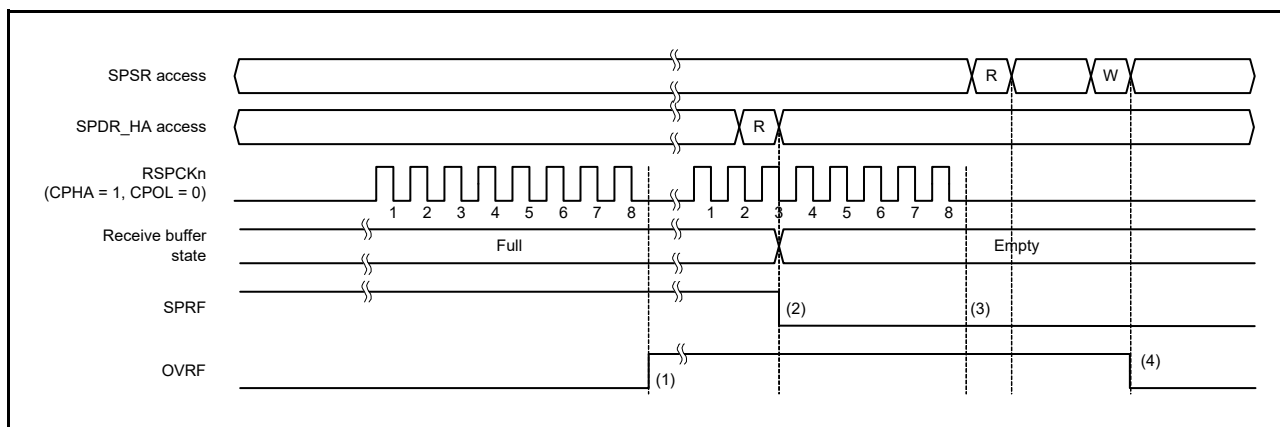 SPSR access
R
W
SPDR_HA access
R
RSPCKn
(CPHA = 1, CPOL = 0)
1 2 3 4 5 6 7 8 1 2 3 4 5 6 7 8
Receive buffer
state
Full
Empty
SPRF
(2)
(3)
OVRF
(1)
(4)